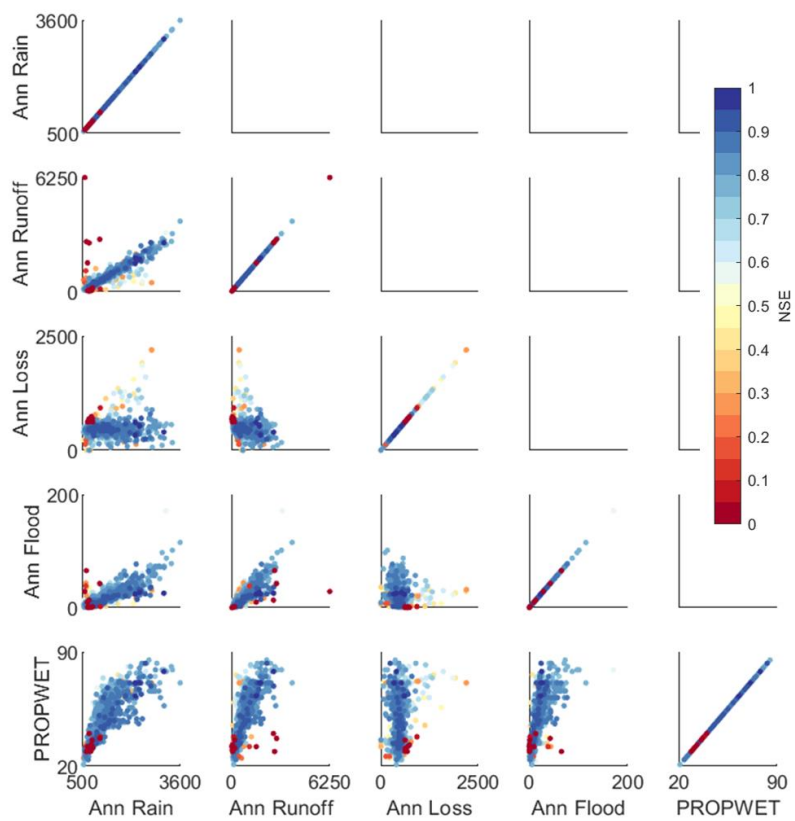 3600
Ann Rain
500
6250
Ann Runoff
0
2500
Ann Loss
0
200
Ann Flood
0
90
PROPWET
20
500 3600 0 6250 0 2500 0 200 20 90
Ann Rain Ann Runoff Ann Loss Ann Flood PROPWET
1
0.9
0.8
0.7
0.6
0.5
0.4
0.3
0.2
0.1
0
NSE